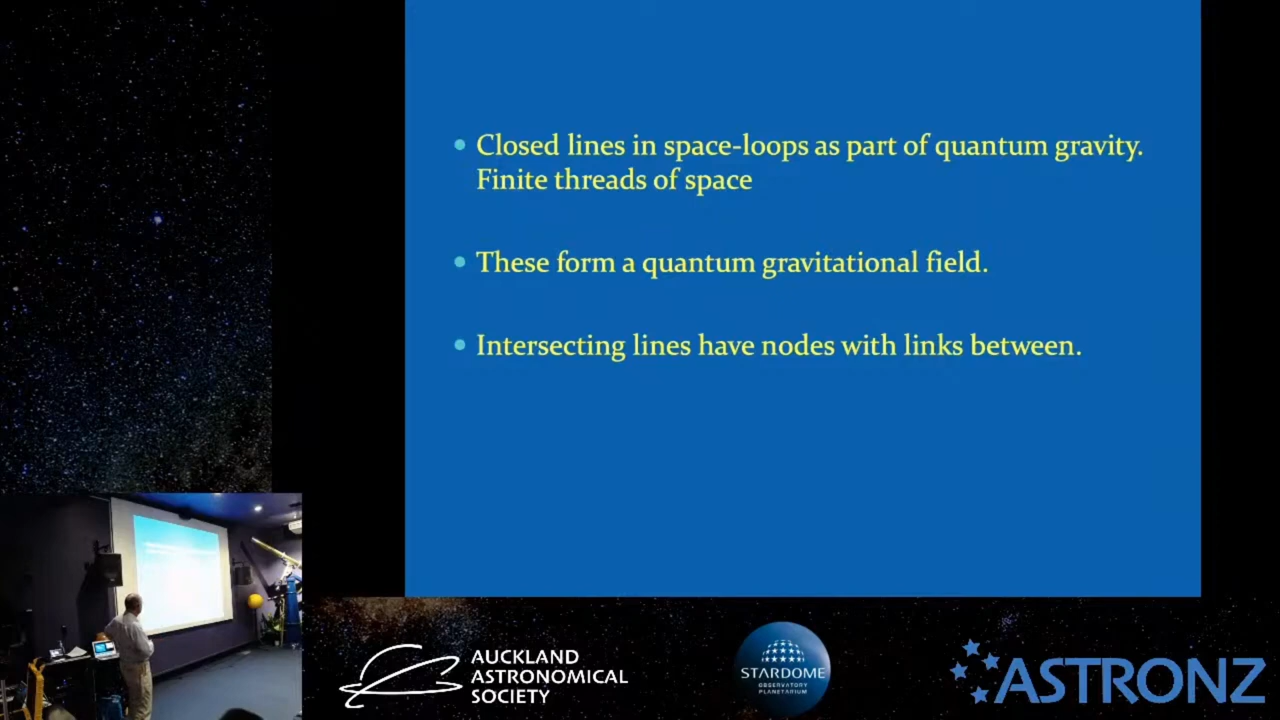 • Closed lines in space-loops as part of quantum gravity.
Finite threads of space
• These form a quantum gravitational field.
• Intersecting lines have nodes with links between.
AUCKLAND
ASTRONOMICAL
SOCIETY
STARDOME
OBSERVATORY
PLANETARIUM
ASTRONZ